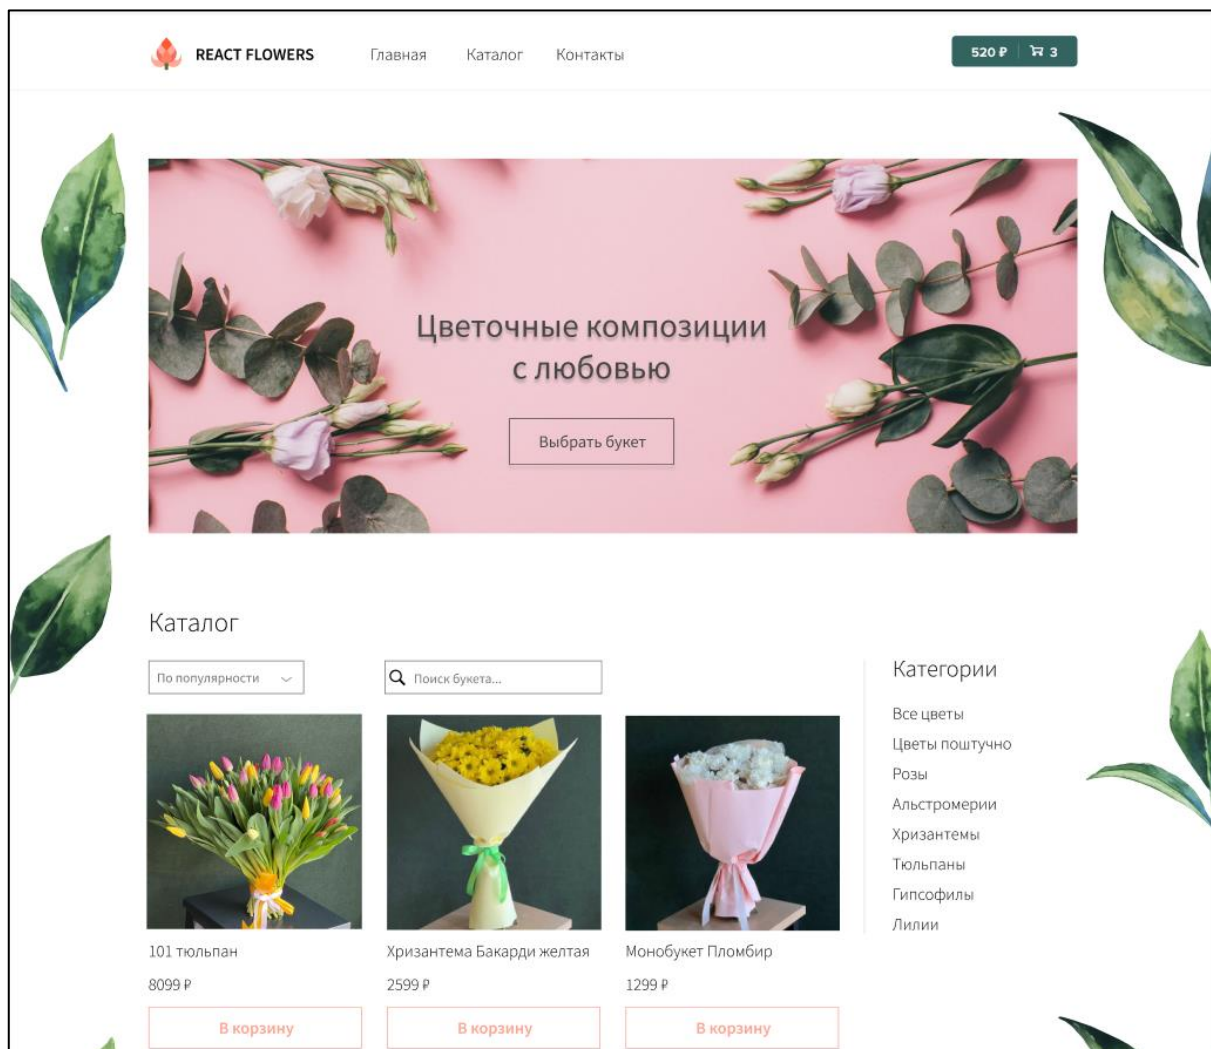 REACT FLOWERS
Главная
Каталог
Контакты
520 ₽
3
Цветочные композиции
с любовью
Выбрать букет
Каталог
По популярности
Поиск букета...
101 тюльпан
8099 ₽
В корзину
Хризантема Бакарди желтая
2599 ₽
В корзину
Монобукет Пломбир
1299 ₽
В корзину
Категории
Все цветы
Цветы поштучно
Розы
Альстромерии
Хризантемы
Тюльпаны
Гипсофилы
Лилии